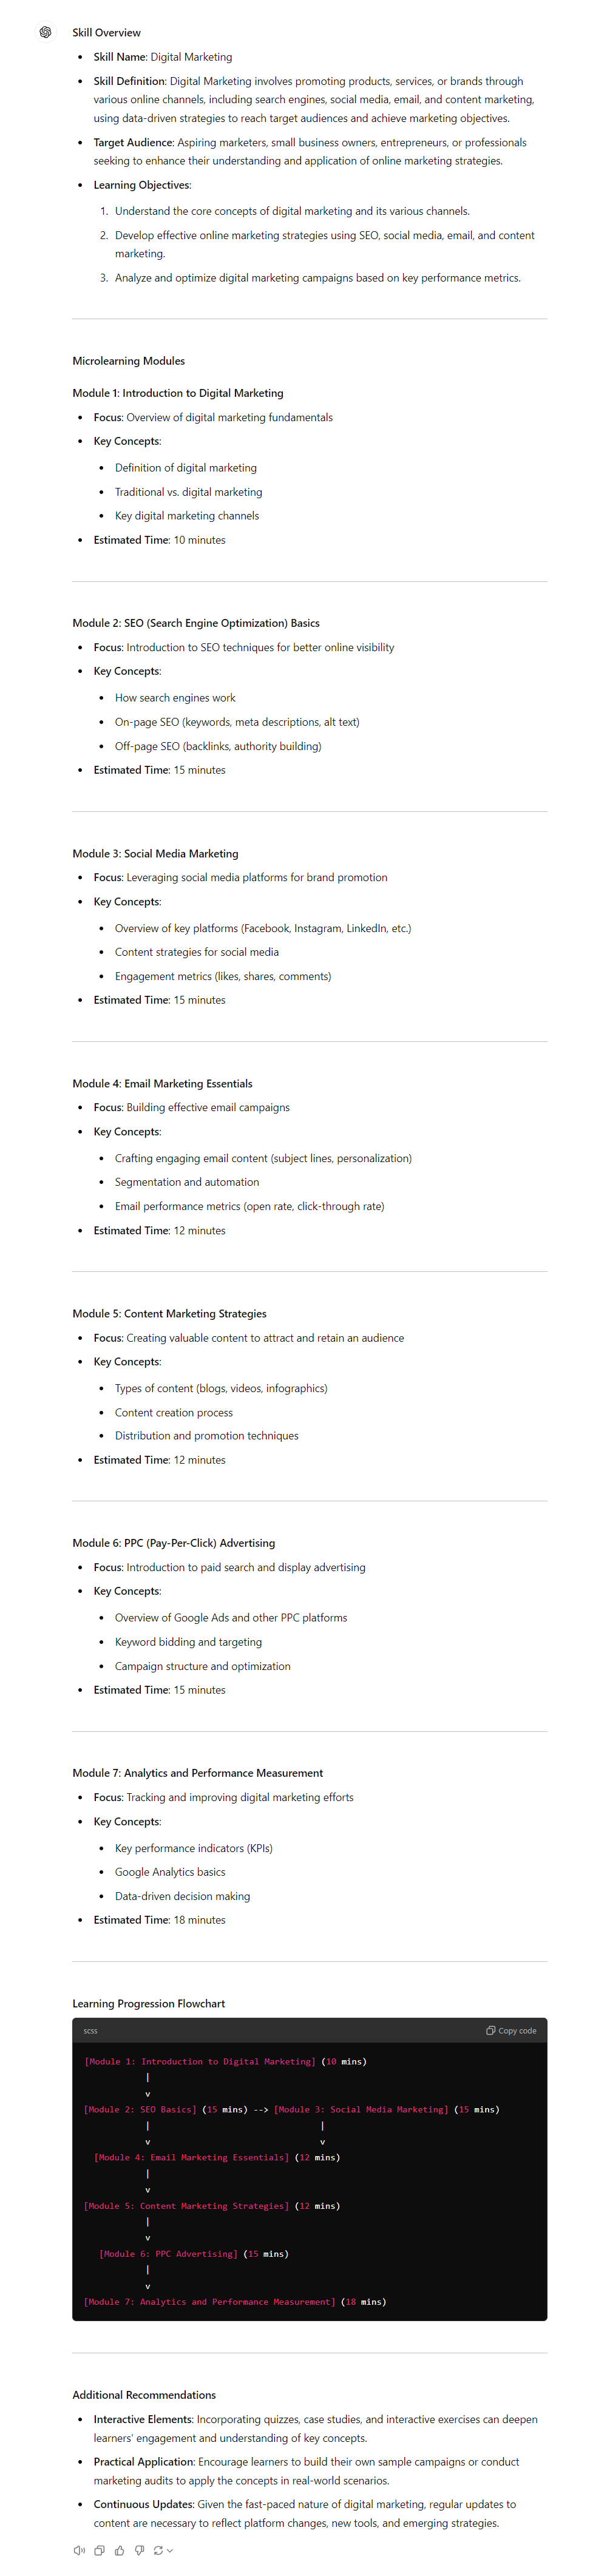 Skill Overview
• Skill Name: Digital Marketing
• Skill Definition: Digital Marketing involves promoting products, services, or brands through
various online channels, including search engines, social media, email, and content marketing,
using data-driven strategies to reach target audiences and achieve marketing objectives.
• Target Audience: Aspiring marketers, small business owners, entrepreneurs, or professionals
seeking to enhance their understanding and application of online marketing strategies.
• Learning Objectives:
1. Understand the core concepts of digital marketing and its various channels.
2. Develop effective online marketing strategies using SEO, social media, email, and content
marketing.
3. Analyze and optimize digital marketing campaigns based on key performance metrics.
Microlearning Modules
Module 1: Introduction to Digital Marketing
• Focus: Overview of digital marketing fundamentals
• Key Concepts:
• Definition of digital marketing
• Traditional vs. digital marketing
• Key digital marketing channels
• Estimated Time: 10 minutes
Module 2: SEO (Search Engine Optimization) Basics
• Focus: Introduction to SEO techniques for better online visibility
• Key Concepts:
• How search engines work
• On-page SEO (keywords, meta descriptions, alt text)
• Off-page SEO (backlinks, authority building)
• Estimated Time: 15 minutes
Module 3: Social Media Marketing
• Focus: Leveraging social media platforms for brand promotion
• Key Concepts:
• Overview of key platforms (Facebook, Instagram, LinkedIn, etc.)
• Content strategies for social media
• Engagement metrics (likes, shares, comments)
• Estimated Time: 15 minutes
Module 4: Email Marketing Essentials
• Focus: Building effective email campaigns
• Key Concepts:
• Crafting engaging email content (subject lines, personalization)
• Segmentation and automation
• Email performance metrics (open rate, click-through rate)
• Estimated Time: 12 minutes
Module 5: Content Marketing Strategies
• Focus: Creating valuable content to attract and retain an audience
• Key Concepts:
• Types of content (blogs, videos, infographics)
• Content creation process
• Distribution and promotion techniques
• Estimated Time: 12 minutes
Module 6: PPC (Pay-Per-Click) Advertising
• Focus: Introduction to paid search and display advertising
• Key Concepts:
• Overview of Google Ads and other PPC platforms
• Keyword bidding and targeting
• Campaign structure and optimization
• Estimated Time: 15 minutes
Module 7: Analytics and Performance Measurement
• Focus: Tracking and improving digital marketing efforts
• Key Concepts:
• Key performance indicators (KPIs)
• Google Analytics basics
• Data-driven decision making
• Estimated Time: 18 minutes
Learning Progression Flowchart
scss Copy code
[Module 1: Introduction to Digital Marketing] (10 mins)
|
v
[Module 2: SEO Basics] (15 mins) --> [Module 3: Social Media Marketing] (15 mins)
| |
v v
[Module 4: Email Marketing Essentials] (12 mins)
|
v
[Module 5: Content Marketing Strategies] (12 mins)
|
v
[Module 6: PPC Advertising] (15 mins)
|
v
[Module 7: Analytics and Performance Measurement] (18 mins)
Additional Recommendations
• Interactive Elements: Incorporating quizzes, case studies, and interactive exercises can deepen
learners' engagement and understanding of key concepts.
• Practical Application: Encourage learners to build their own sample campaigns or conduct
marketing audits to apply the concepts in real-world scenarios.
• Continuous Updates: Given the fast-paced nature of digital marketing, regular updates to
content are necessary to reflect platform changes, new tools, and emerging strategies.